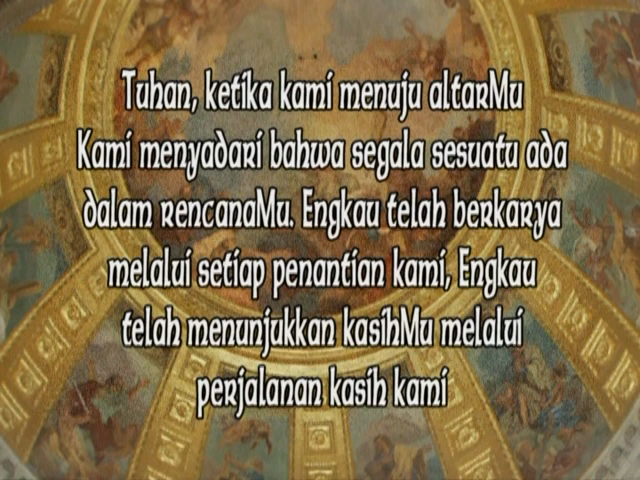 Tuhan, ketika kami menuju altarMu
Kami menyadari bahwa segala sesuatu ada
dalam rencanaMu. Engkau telah berkarya
melalui setiap penantian kami, Engkau
telah menunjukkan kasihMu melalui
perjalanan kasih kami